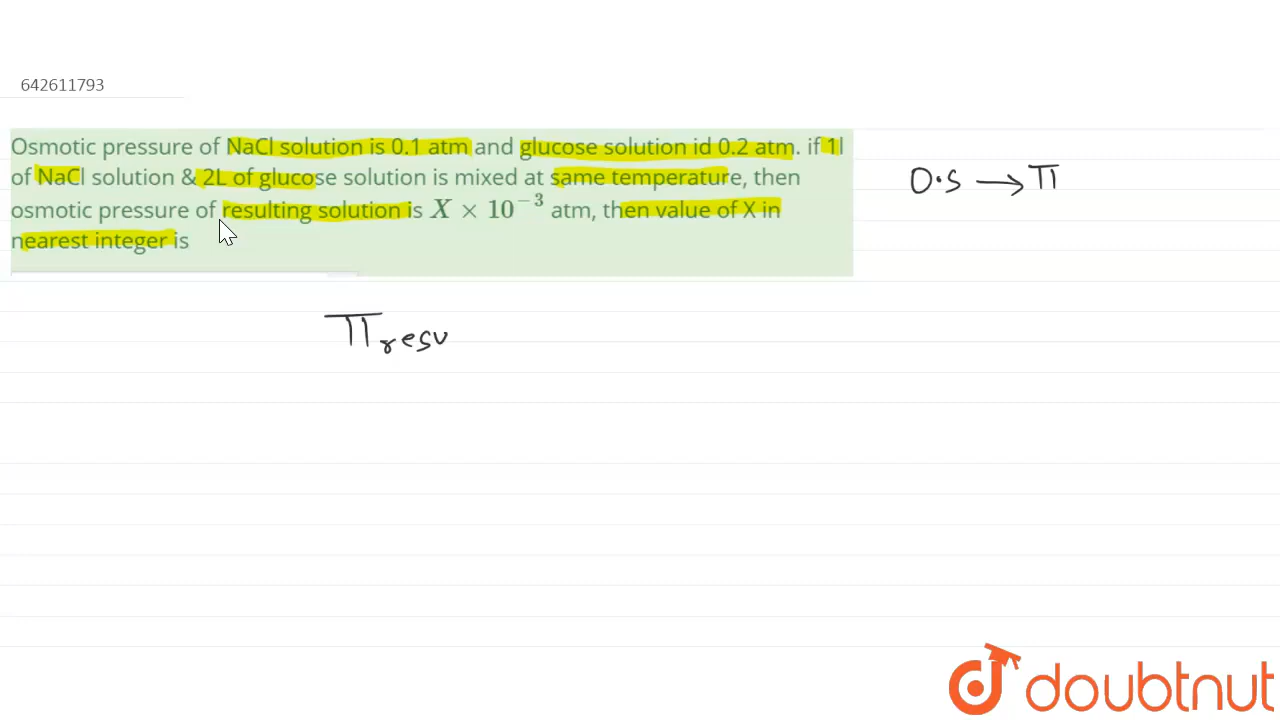 642611793
Osmotic pressure of NaCl solution is 0.1 atm and glucose solution id 0.2 atm. if 1l
of NaCl solution & 2L of glucose solution is mixed at same temperature, then
osmotic pressure of resulting solution is X × 10⁻³ atm, then value of X in
nearest integer is
O.S → π
π resu
doubtnut